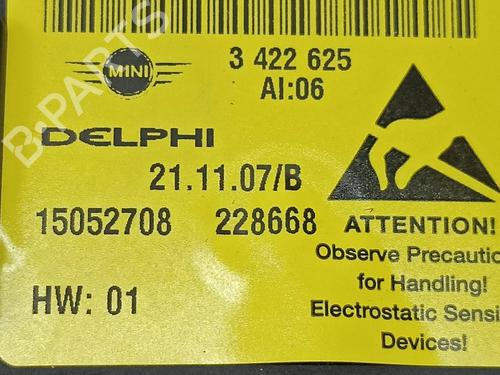 MINI
3 422 625
AI:06
DELPHI
21.11.07/B
15052708 228668
HW: 01
ATTENTION!
Observe Precautio
for Handling!
Electrostatic Sensi
Devices!
B-PARTS